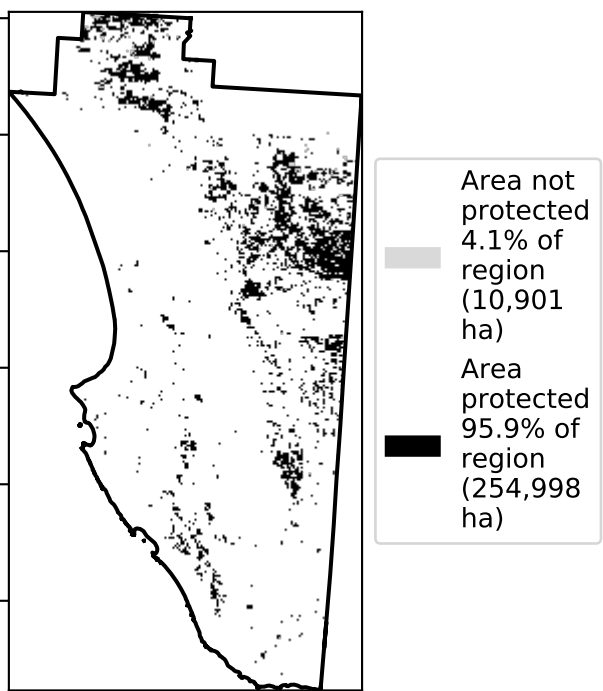 Area not
protected
4.1% of
region
(10,901
ha)
Area
protected
95.9% of
region
(254,998
ha)